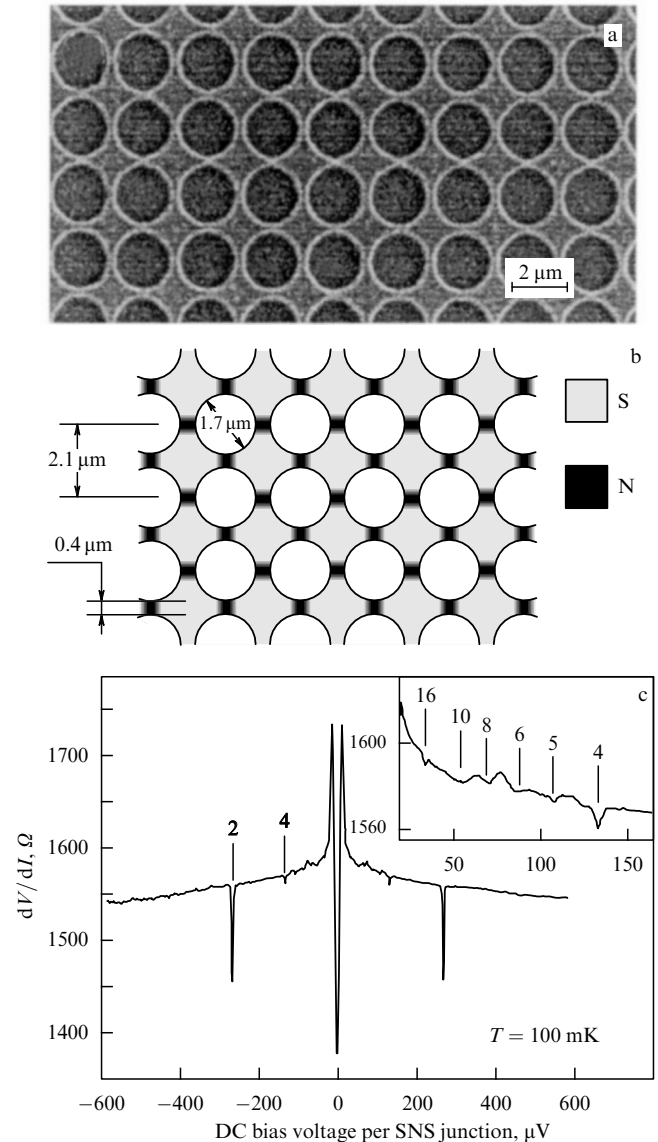 a
2 μm
b
S
1.7 μm
2.1 μm
N
0.4 μm
c
16
10
8
6
5
4
1600
1560
50 100 150
1700
1650
1600
1550
1500
1400
dV/dI, Ω
2
4
T = 100 mK
−600 −400 −200 0 200 400 600
DC bias voltage per SNS junction, μV